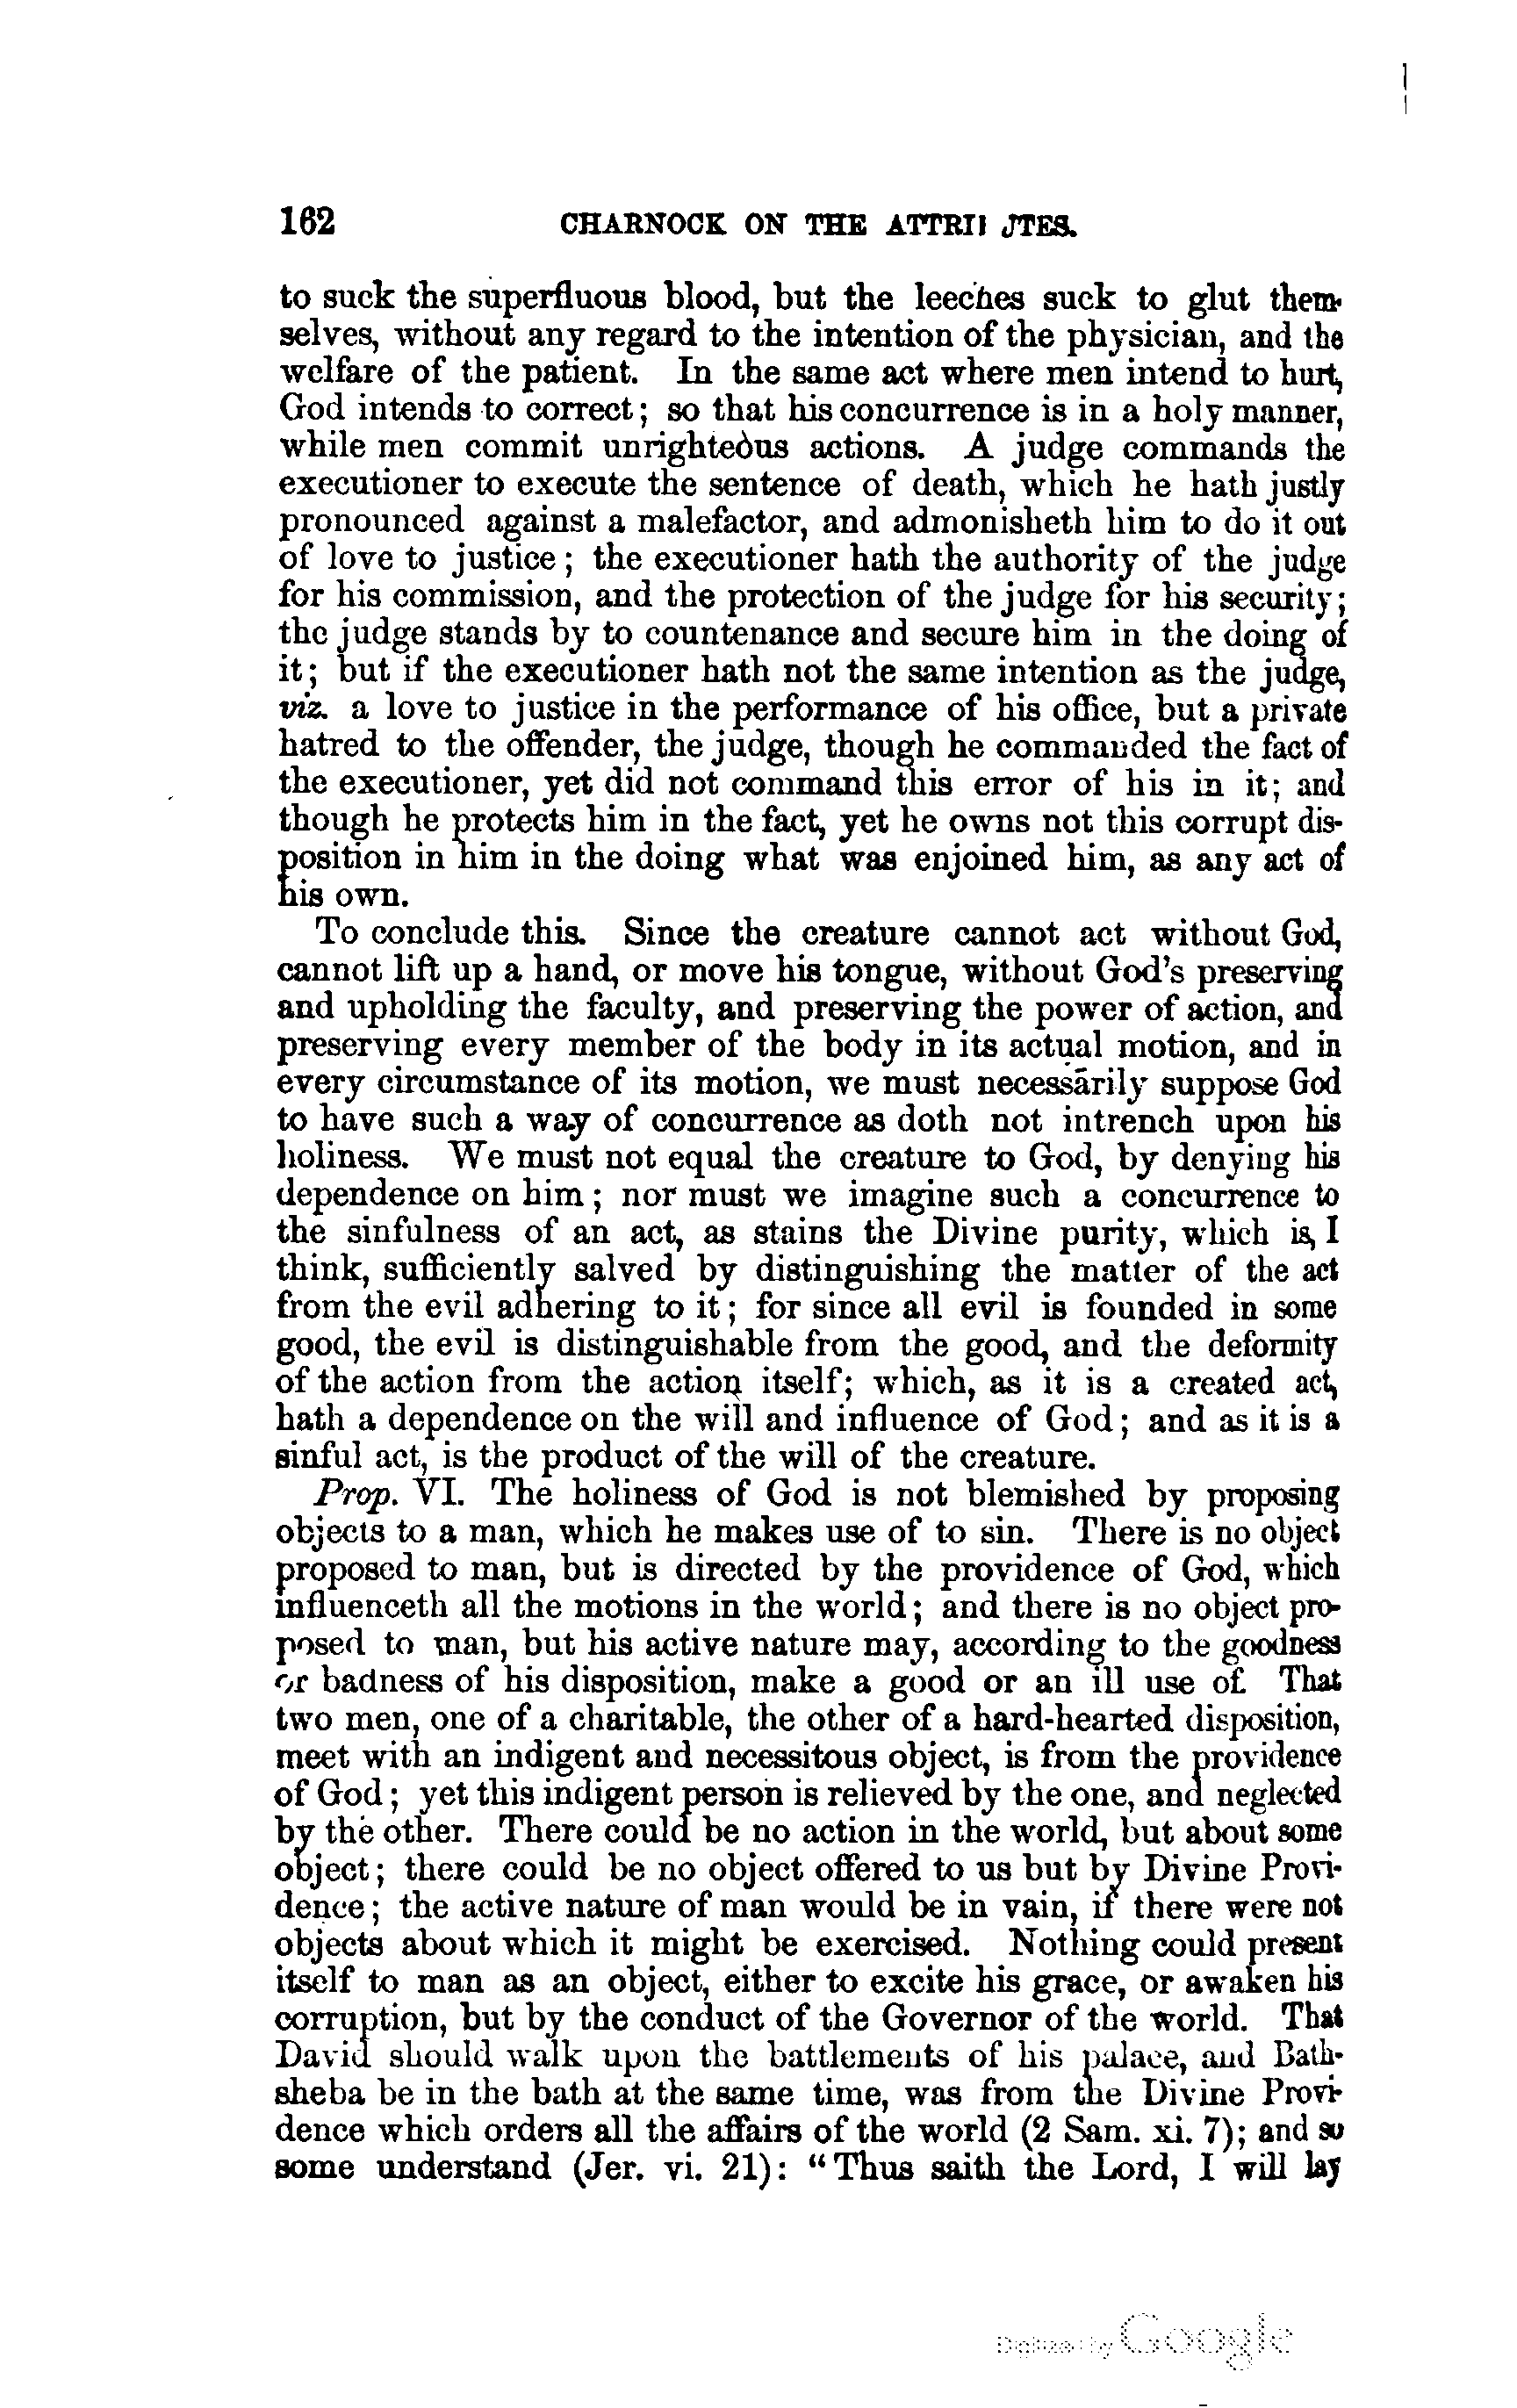 162 CHARNOCK ON THE ATTRI JTES.
to suck the superfluous blood, but the leeches suck to glut them-
selves, without any regard to the intention of the physician, and the
welfare of the patient. In the same act where men intend to hurt,
God intends to correct; so that his concurrence is in a holy manner,
while men commit unrighteous actions. A judge commands the
executioner to execute the sentence of death, which he hath justly
pronounced against a malefactor, and admonisheth him to do it out
of love to justice; the executioner hath the authority of the judge
for his commission, and the protection of the judge for his security;
the judge stands by to countenance and secure him in the doing of
it; but if the executioner hath not the same intention as the judge,
viz. a love to justice in the performance of his office, but a private
hatred to the offender, the judge, though he commanded the fact of
the executioner, yet did not command this error of his in it; and
though he protects him in the fact, yet he owns not this corrupt dis-
position in him in the doing what was enjoined him, as any act of
his own.
To conclude this. Since the creature cannot act without God,
cannot lift up a hand, or move his tongue, without God's preserving
and upholding the faculty, and preserving the power of action, and
preserving every member of the body in its actual motion, and in
every circumstance of its motion, we must necessarily suppose God
to have such a way of concurrence as doth not intrench upon his
holiness. We must not equal the creature to God, by denying his
dependence on him; nor must we imagine such a concurrence to
the sinfulness of an act, as stains the Divine purity, which is, I
think, sufficiently salved by distinguishing the matter of the act
from the evil adhering to it; for since all evil is founded in some
good, the evil is distinguishable from the good, and the deformity
of the action from the action itself; which, as it is a created act,
hath a dependence on the will and influence of God; and as it is a
sinful act, is the product of the will of the creature.
Prop. VI. The holiness of God is not blemished by proposing
objects to a man, which he makes use of to sin. There is no object
proposed to man, but is directed by the providence of God, which
influenceth all the motions in the world; and there is no object pro-
posed to man, but his active nature may, according to the goodness
or badness of his disposition, make a good or an ill use of. That
two men, one of a charitable, the other of a hard-hearted disposition,
meet with an indigent and necessitous object, is from the providence
of God; yet this indigent person is relieved by the one, and neglected
by the other. There could be no action in the world, but about some
object; there could be no object offered to us but by Divine Provi-
dence; the active nature of man would be in vain, if there were not
objects about which it might be exercised. Nothing could present
itself to man as an object, either to excite his grace, or awaken his
corruption, but by the conduct of the Governor of the world. That
David should walk upon the battlements of his palace, and Bath-
sheba be in the bath at the same time, was from the Divine Provi-
dence which orders all the affairs of the world (2 Sam. xi. 7); and so
some understand (Jer. vi. 21): "Thus saith the Lord, I will lay
Digitized by Google